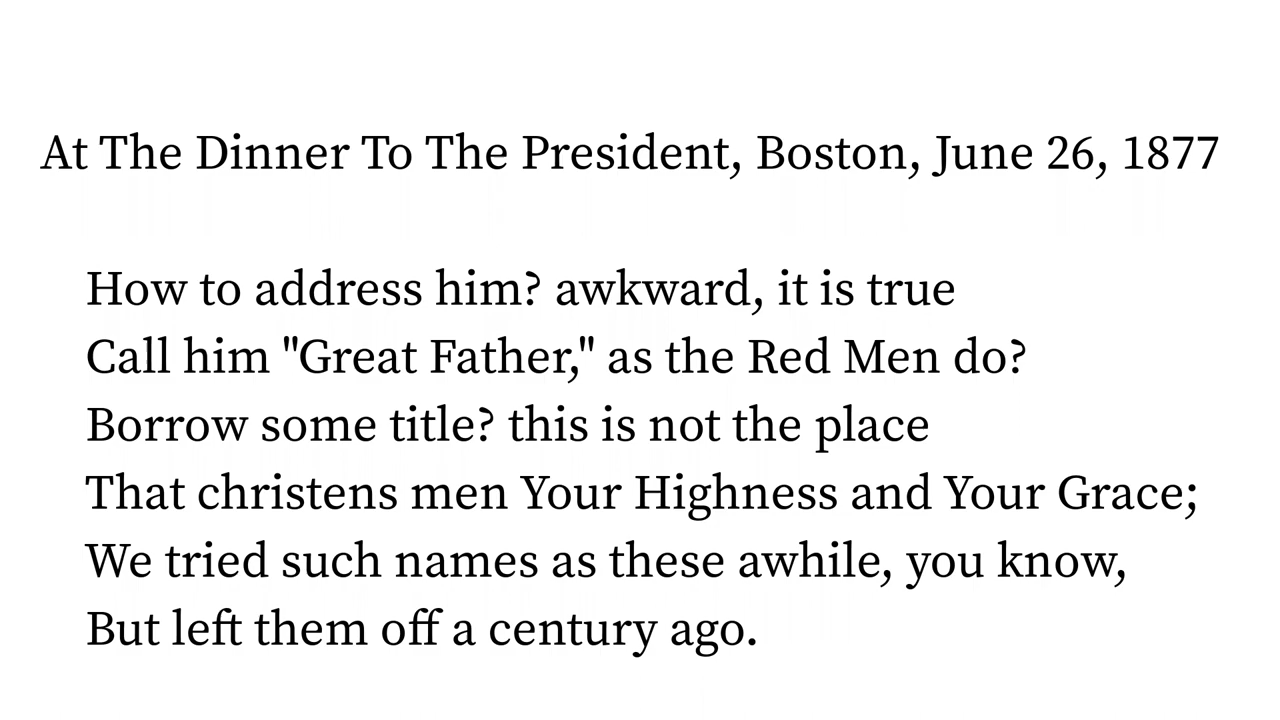 At The Dinner To The President, Boston, June 26, 1877
How to address him? awkward, it is true
Call him "Great Father," as the Red Men do?
Borrow some title? this is not the place
That christens men Your Highness and Your Grace;
We tried such names as these awhile, you know,
But left them off a century ago.